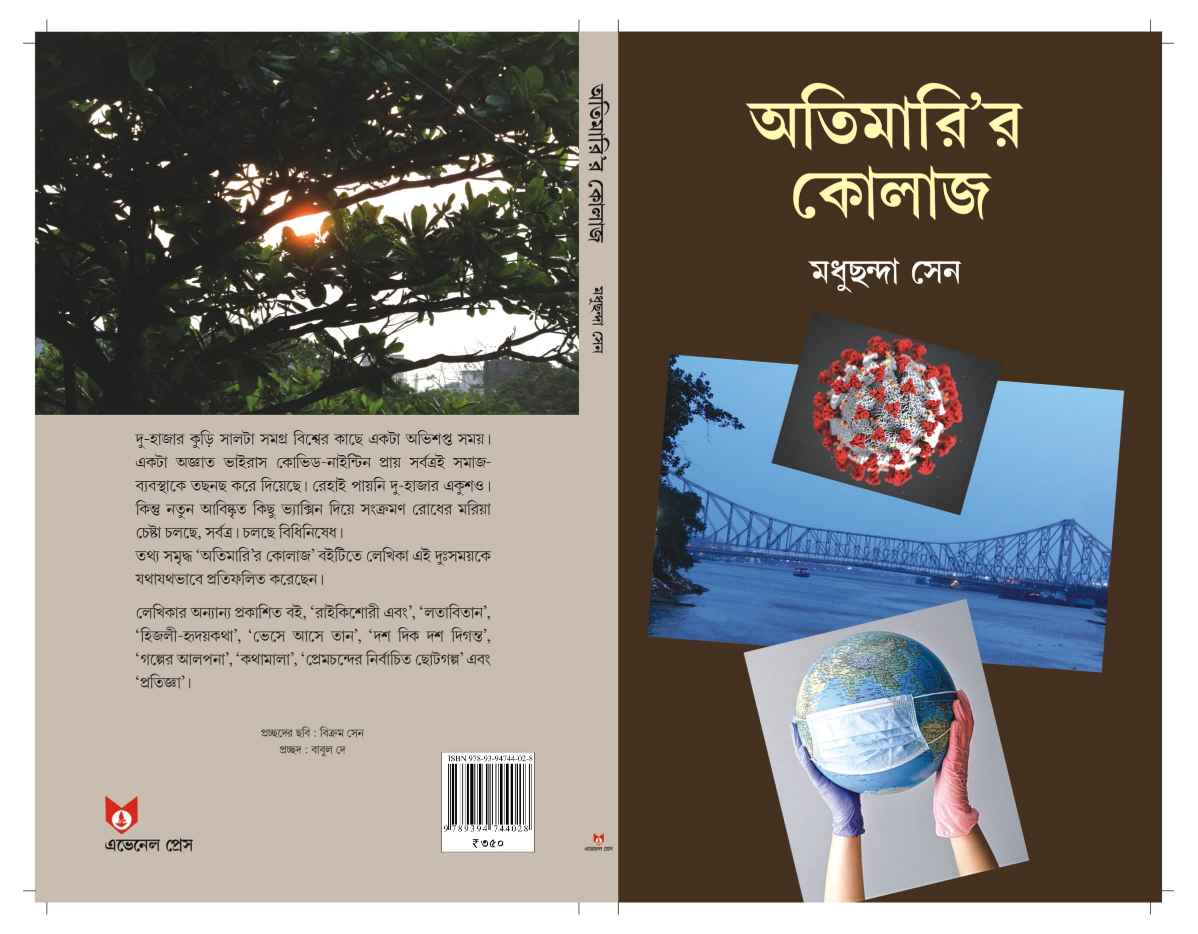 অতিমারি'র
কোলাজ
মধুছন্দা সেন
অতিমারি'র কোলাজ
মধুছন্দা সেন
এভেনেল প্রেস
দু-হাজার কুড়ি সালটা সমগ্র বিশ্বের কাছে একটা অভিশপ্ত সময়।
একটা অজ্ঞাত ভাইরাস কোভিড-নাইন্টিন প্রায় সর্বত্রই সমাজ-
ব্যবস্থাকে তছনছ করে দিয়েছে। রেহাই পায়নি দু-হাজার একুশও।
কিন্তু নতুন আবিষ্কৃত কিছু ভ্যাক্সিন দিয়ে সংক্রমণ রোধের মরিয়া
চেষ্টা চলছে, সর্বত্র। চলছে বিধিনিষেধ।
তথ্য সমৃদ্ধ 'অতিমারি'র কোলাজ' বইটিতে লেখিকা এই দুঃসময়কে
যথাযথভাবে প্রতিফলিত করেছেন।
লেখিকার অন্যান্য প্রকাশিত বই, 'রাইকিশোরী এবং', 'লতাবিতান',
'হিজলী-হৃদয়কথা', 'ভেসে আসে তান', 'দশ দিক দশ দিগন্ত',
'গল্পের আলপনা', 'কথামালা', 'প্রেমচন্দের নির্বাচিত ছোটগল্প' এবং
'প্রতিজ্ঞা'।
প্রচ্ছদের ছবি : বিক্রম সেন
প্রচ্ছদ : বাবুল দে
ISBN 978-93-94744-02-8
9 789394 744028
₹ ৩৫০
এভেনেল প্রেস